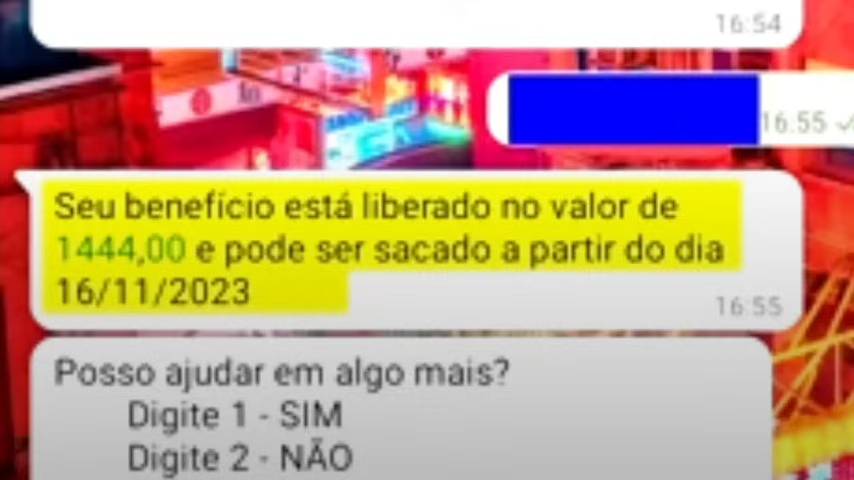 16:54
16:55
Seu benefício está liberado no valor de
1444,00 e pode ser sacado a partir do dia
16/11/2023
16:55
Posso ajudar em algo mais?
Digite 1 - SIM
Digite 2 - NÃO